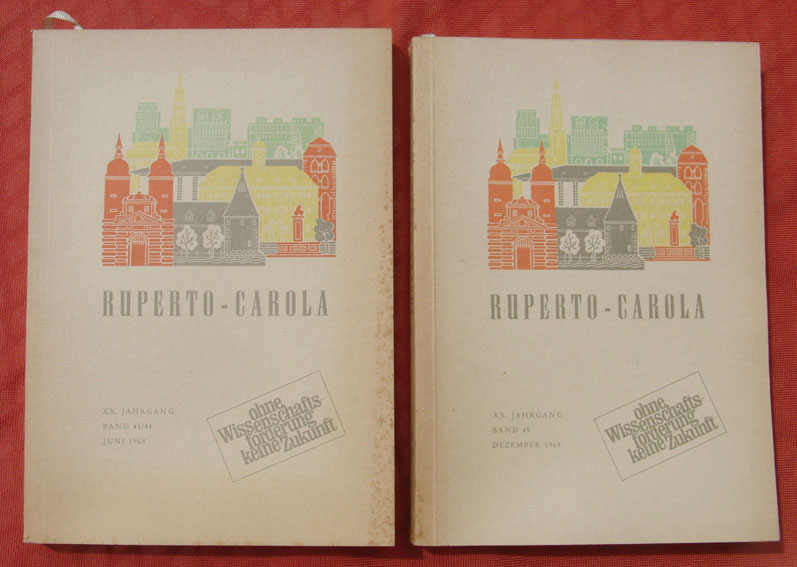 RUPERTO-CAROLA
XX. JAHRGANG
BAND 43/44
JUNI 1968
ohne
Wissenschafts-
förderung
keine Zukunft
RUPERTO-CAROLA
XX. JAHRGANG
BAND 45
DEZEMBER 1968
ohne
Wissenschafts-
förderung
keine Zukunft